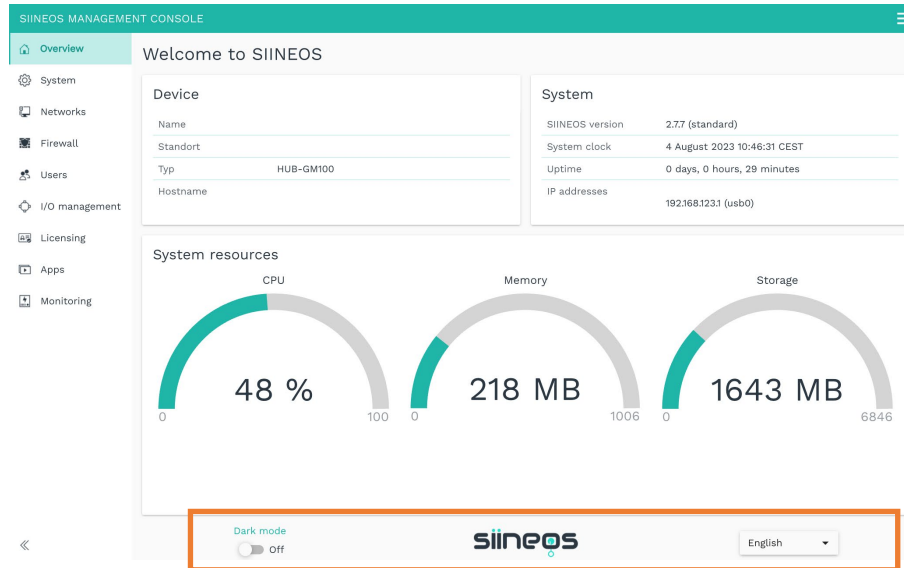 SIINEOS MANAGEMENT CONSOLE
Overview
System
Networks
Firewall
Users
I/O management
Licensing
Apps
Monitoring
Welcome to SIINEOS
Device
Name
Standort
Typ HUB-GM100
Hostname
System
SIINEOS version 2.7.7 (standard)
System clock 4 August 2023 10:46:31 CEST
Uptime 0 days, 0 hours, 29 minutes
IP addresses
192.168.123.1 (usb0)
System resources
CPU
48 %
0 100
Memory
218 MB
0 1006
Storage
1643 MB
0 6846
Dark mode
Off
siineos
English